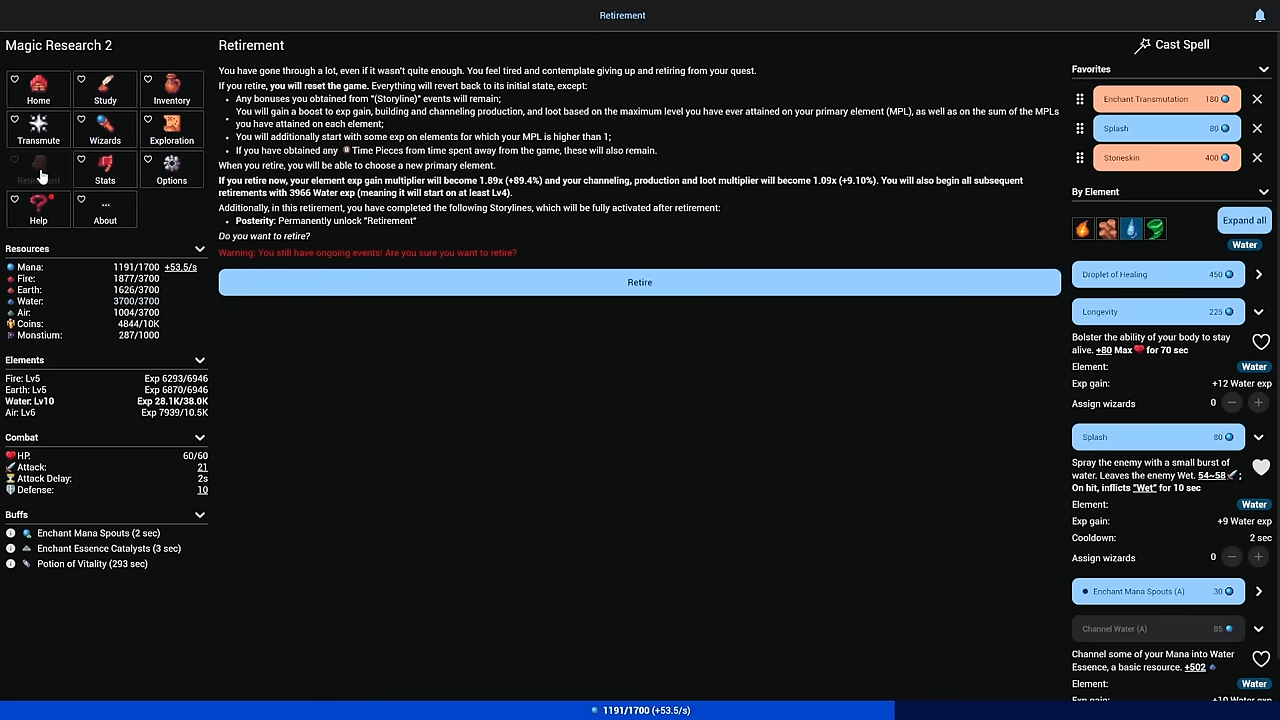 Retirement
Magic Research 2
Home
Study
Inventory
Transmute
Wizards
Exploration
Retirement
Stats
Options
Help
About
Resources
Mana: 1191/1700 +53.5/s
Fire: 1877/3700
Earth: 1626/3700
Water: 3700/3700
Air: 1004/3700
Coins: 4844/10K
Monstium: 287/1000
Elements
Fire: Lv5 Exp 6293/6946
Earth: Lv5 Exp 6870/6946
Water: Lv10 Exp 28.1K/38.0K
Air: Lv6 Exp 7939/10.5K
Combat
HP: 60/60
Attack: 21
Attack Delay: 2s
Defense: 10
Buffs
Enchant Mana Spouts (2 sec)
Enchant Essence Catalysts (3 sec)
Potion of Vitality (293 sec)
Retirement
You have gone through a lot, even if it wasn't quite enough. You feel tired and contemplate giving up and retiring from your quest.
If you retire, you will reset the game. Everything will revert back to its initial state, except:
Any bonuses you obtained from "(Storyline)" events will remain;
You will gain a boost to exp gain, building and channeling production, and loot based on the maximum level you have ever attained on your primary element (MPL), as well as on the sum of the MPLs
you have attained on each element;
You will additionally start with some exp on elements for which your MPL is higher than 1;
If you have obtained any Time Pieces from time spent away from the game, these will also remain.
When you retire, you will be able to choose a new primary element.
If you retire now, your element exp gain multiplier will become 1.89x (+89.4%) and your channeling, production and loot multiplier will become 1.09x (+9.10%). You will also begin all subsequent
retirements with 3966 Water exp (meaning it will start on at least Lv4).
Additionally, in this retirement, you have completed the following Storylines, which will be fully activated after retirement:
Posterity: Permanently unlock "Retirement"
Do you want to retire?
Warning: You still have ongoing events! Are you sure you want to retire?
Retire
Cast Spell
Favorites
Enchant Transmutation 180
Splash 80
Stoneskin 400
By Element
Expand all
Water
Droplet of Healing 450
Longevity 225
Bolster the ability of your body to stay
alive. +80 Max for 70 sec
Element: Water
Exp gain: +12 Water exp
Assign wizards 0
Splash 80
Spray the enemy with a small burst of
water. Leaves the enemy Wet. 54~58 ;
On hit, inflicts "Wet" for 10 sec
Element: Water
Exp gain: +9 Water exp
Cooldown: 2 sec
Assign wizards 0
Enchant Mana Spouts (A) 30
Channel Water (A) 85
Channel some of your Mana into Water
Essence, a basic resource. +502
Element: Water
Exp gain: +10 Water exp
1191/1700 (+53.5/s)